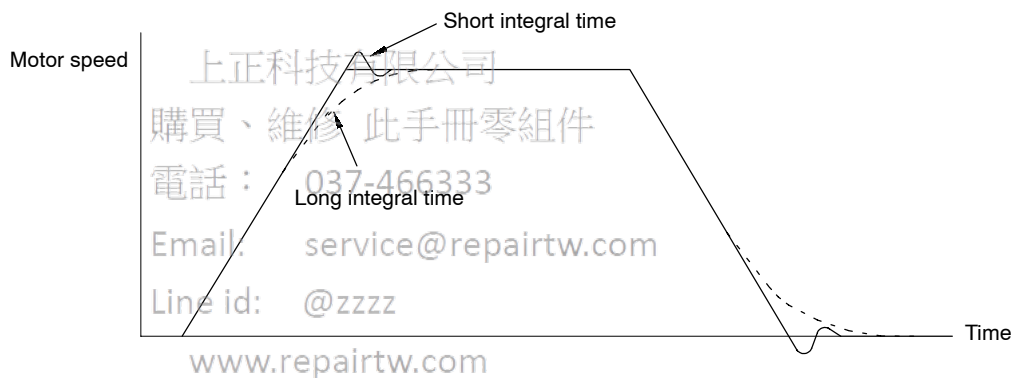 Short integral time
Motor speed
上正科技有限公司
購買、維修 此手冊零組件
電話： 037-466333
Long integral time
Email: service@repairtw.com
Line id: @zzzz
Time
www.repairtw.com